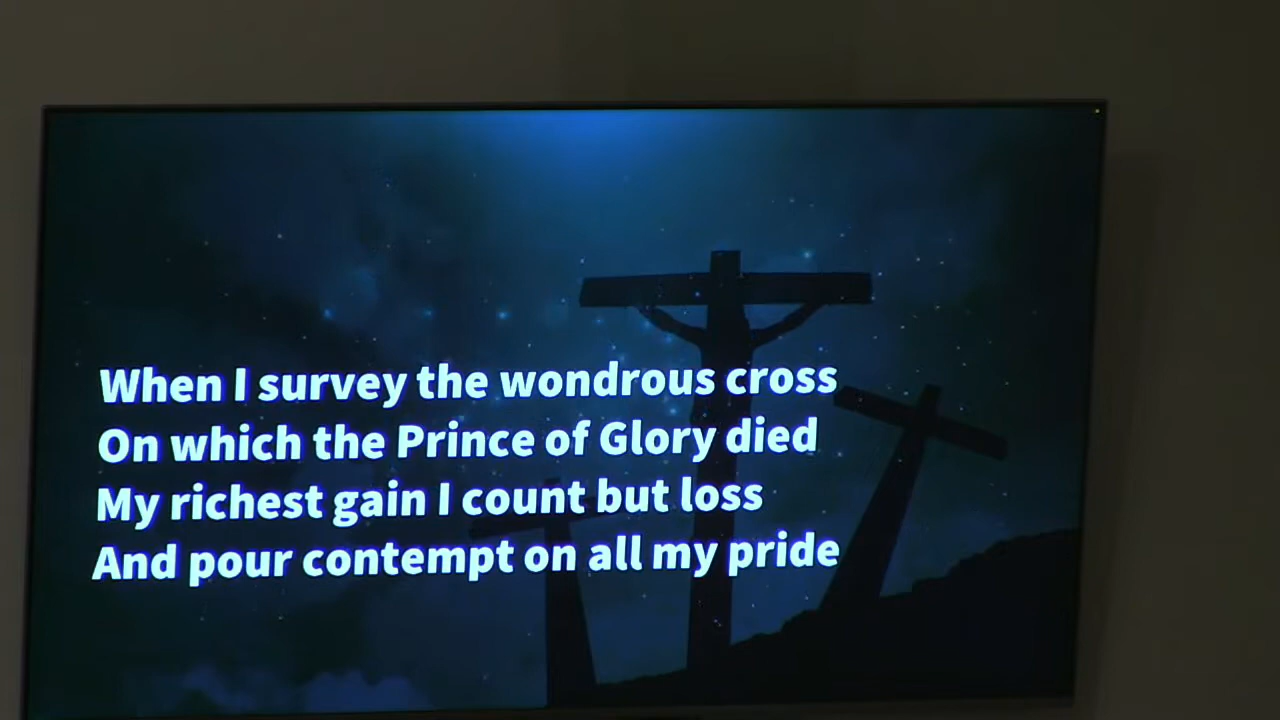 When I survey the wondrous cross
On which the Prince of Glory died
My richest gain I count but loss
And pour contempt on all my pride